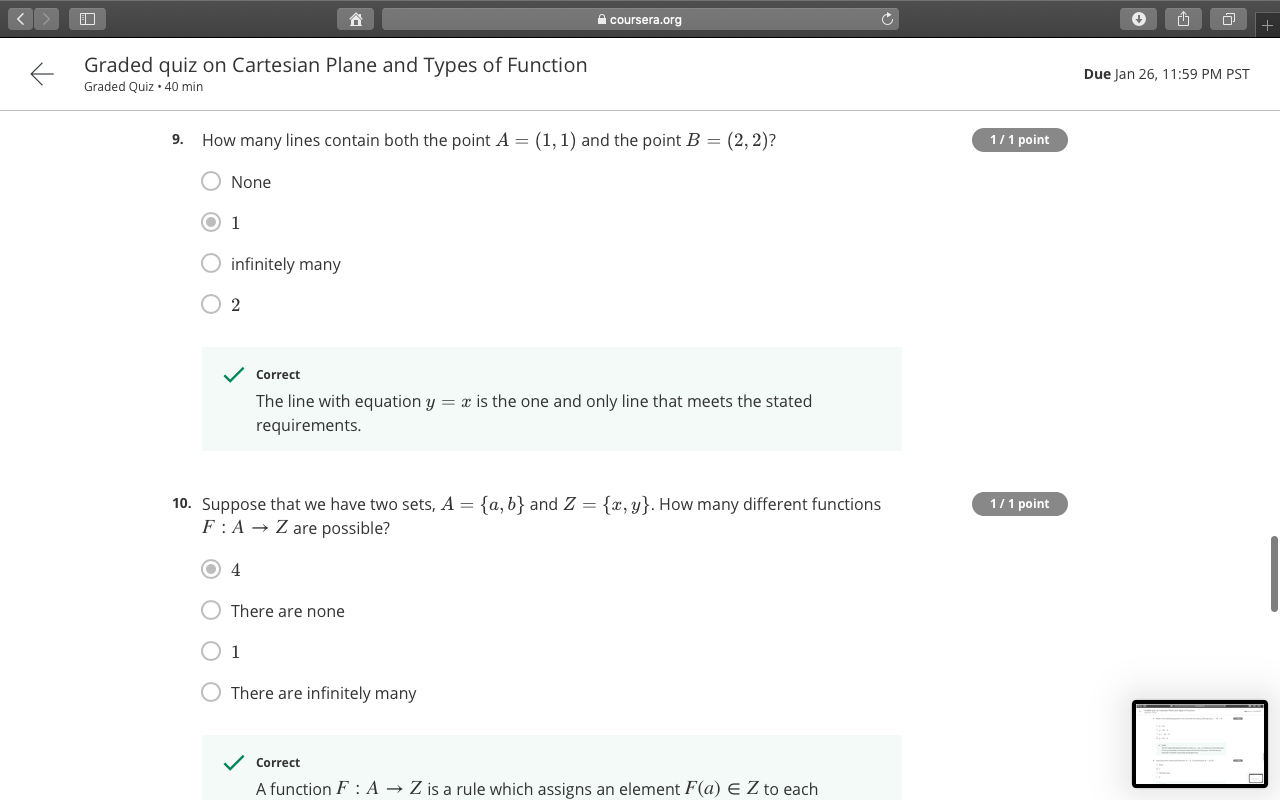 coursera.org
Graded quiz on Cartesian Plane and Types of Function
Graded Quiz • 40 min
Due Jan 26, 11:59 PM PST
9. How many lines contain both the point A = (1, 1) and the point B = (2, 2)?
1 / 1 point
None
1
infinitely many
2
Correct
The line with equation y = x is the one and only line that meets the stated
requirements.
10. Suppose that we have two sets, A = {a, b} and Z = {x, y}. How many different functions
F : A → Z are possible?
1 / 1 point
4
There are none
1
There are infinitely many
Correct
A function F : A → Z is a rule which assigns an element F(a) ∈ Z to each